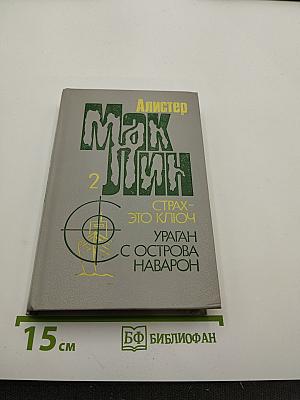 Алистер
Мак
Лин
2
СТРАХ-
ЭТО КЛЮЧ
УРАГАН
С ОСТРОВА
НАВАРОН
15 см
БФ БИБЛИОФАН